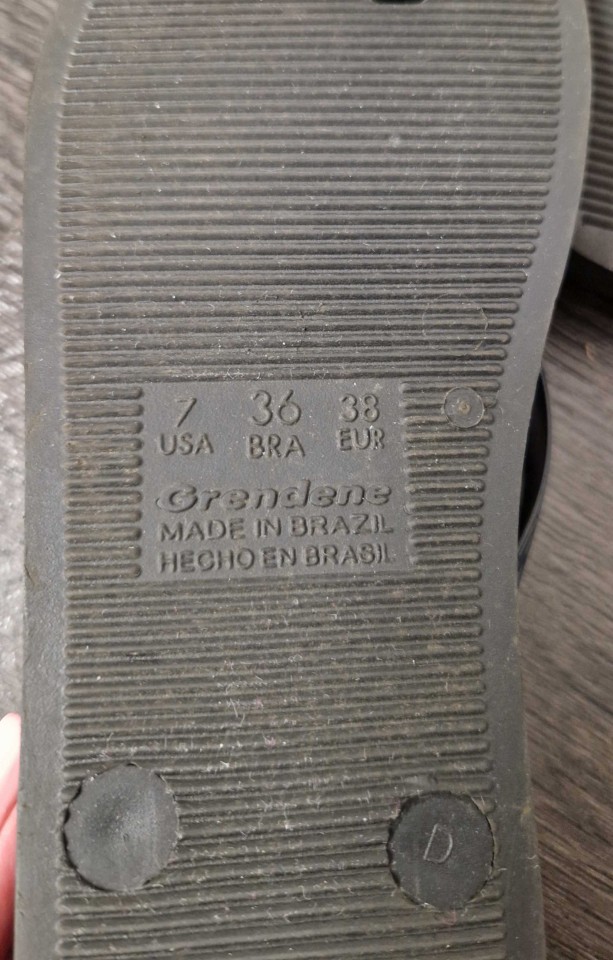 7 36 38
USA BRA EUR
Grendene
MADE IN BRAZIL
HECHO EN BRASIL
D